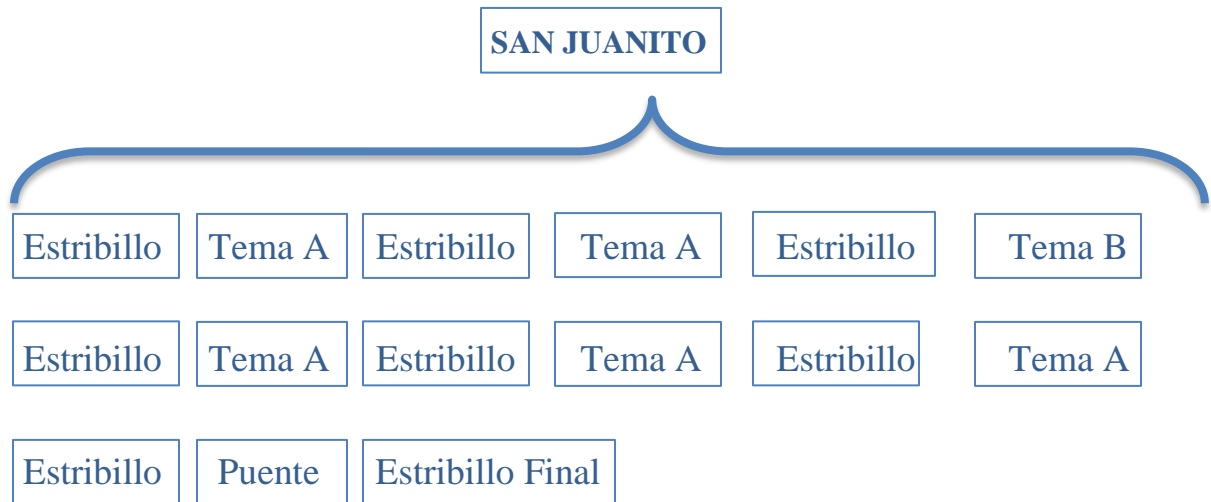 SAN JUANITO
Estribillo Tema A Estribillo Tema A Estribillo Tema B
Estribillo Tema A Estribillo Tema A Estribillo Tema A
Estribillo Puente Estribillo Final